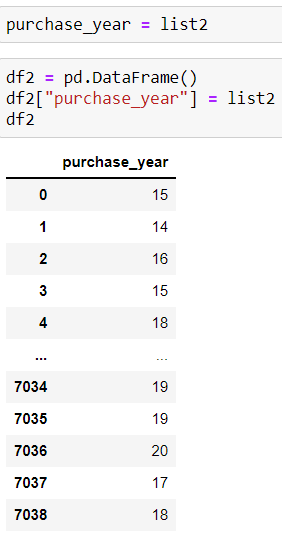 purchase_year = list2
df2 = pd.DataFrame()
df2["purchase_year"] = list2
df2
purchase_year
0 15
1 14
2 16
3 15
4 18
... ...
7034 19
7035 19
7036 20
7037 17
7038 18